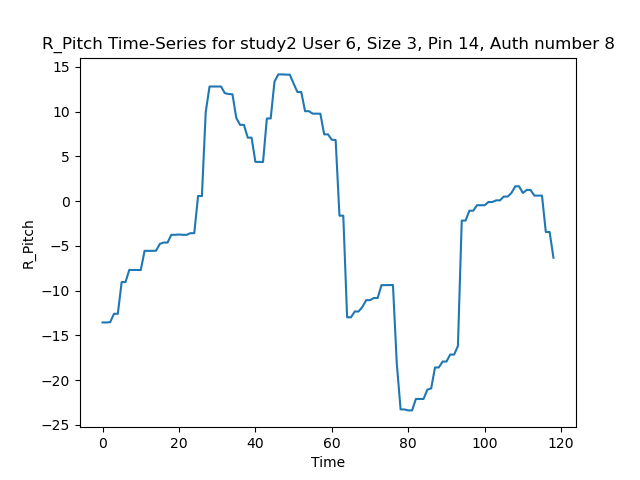 R_Pitch Time-Series for study2 User 6, Size 3, Pin 14, Auth number 8
15
10
5
0
−5
−10
−15
−20
−25
R_Pitch
0 20 40 60 80 100 120
Time